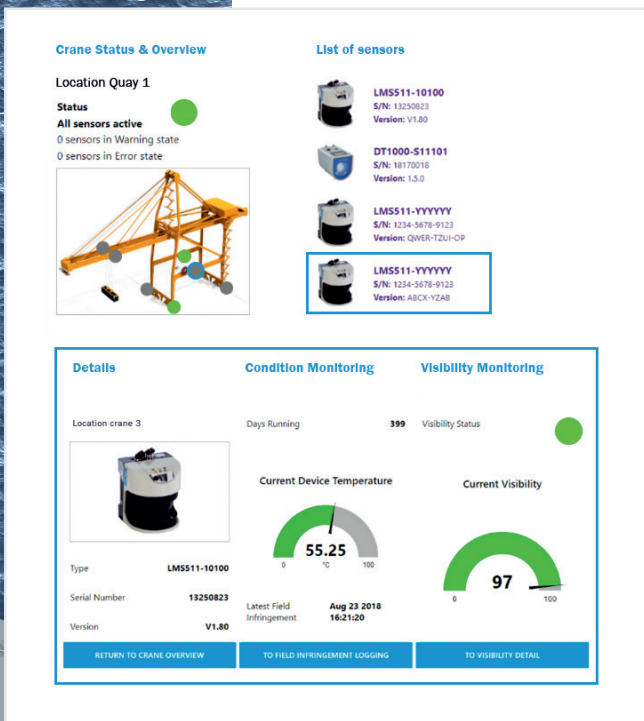 Crane Status & Overview
Location Quay 1
Status
All sensors active
0 sensors in Warning state
0 sensors in Error state
List of sensors
LMS511-10100
S/N: 13250823
Version: V1.80
DT1000-S11101
S/N: 18170018
Version: 1.5.0
LMS511-YYYYYY
S/N: 1234-5678-9123
Version: QWER-TZUI-OP
LMS511-YYYYYY
S/N: 1234-5678-9123
Version: ABCX-YZAB
Details
Location crane 3
Type LMS511-10100
Serial Number 13250823
Version V1.80
RETURN TO CRANE OVERVIEW
Condition Monitoring
Days Running 399
Current Device Temperature
55.25
0 °C 100
Latest Field Aug 23 2018
Infringement 16:21:20
TO FIELD INFRINGEMENT LOGGING
Visibility Monitoring
Visibility Status
Current Visibility
97
0 100
TO VISIBILITY DETAIL